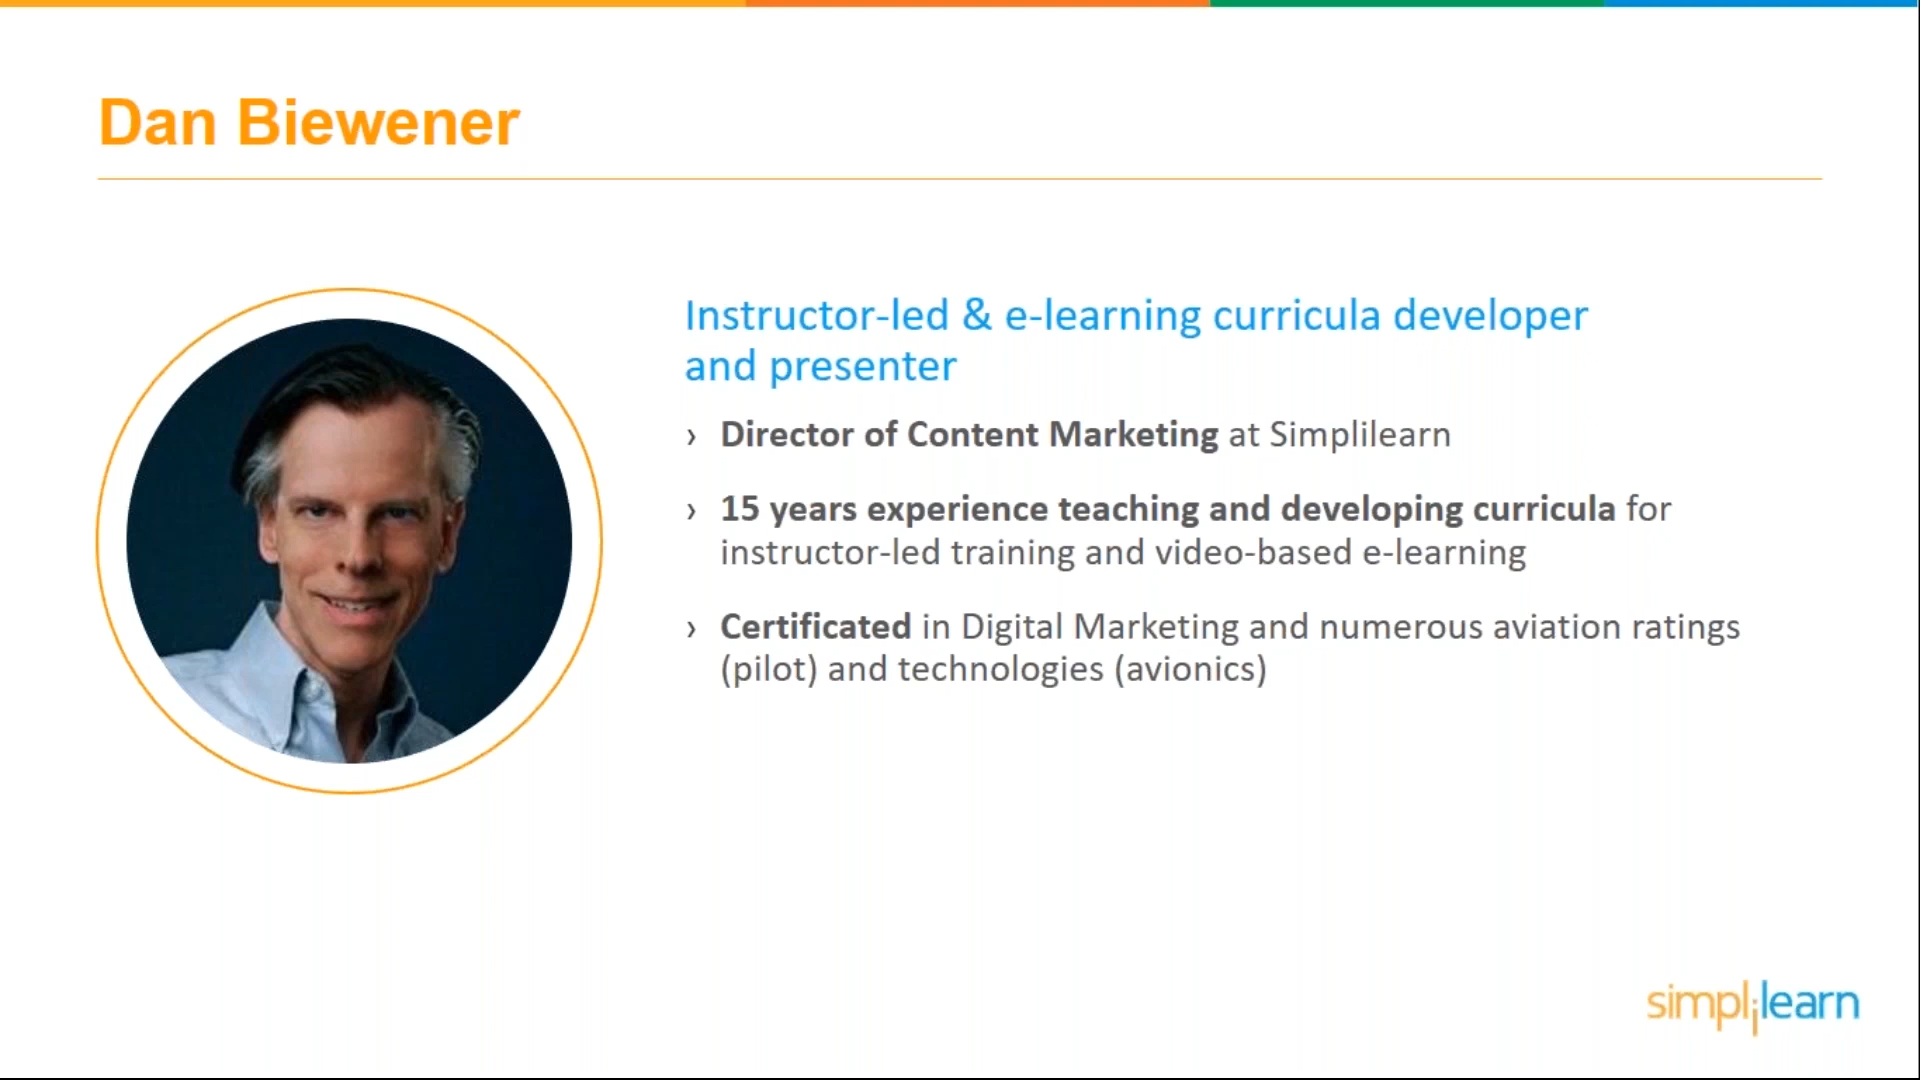 Dan Biewener
Instructor-led & e-learning curricula developer
and presenter
› Director of Content Marketing at Simplilearn
› 15 years experience teaching and developing curricula for
instructor-led training and video-based e-learning
› Certificated in Digital Marketing and numerous aviation ratings
(pilot) and technologies (avionics)
simplilearn